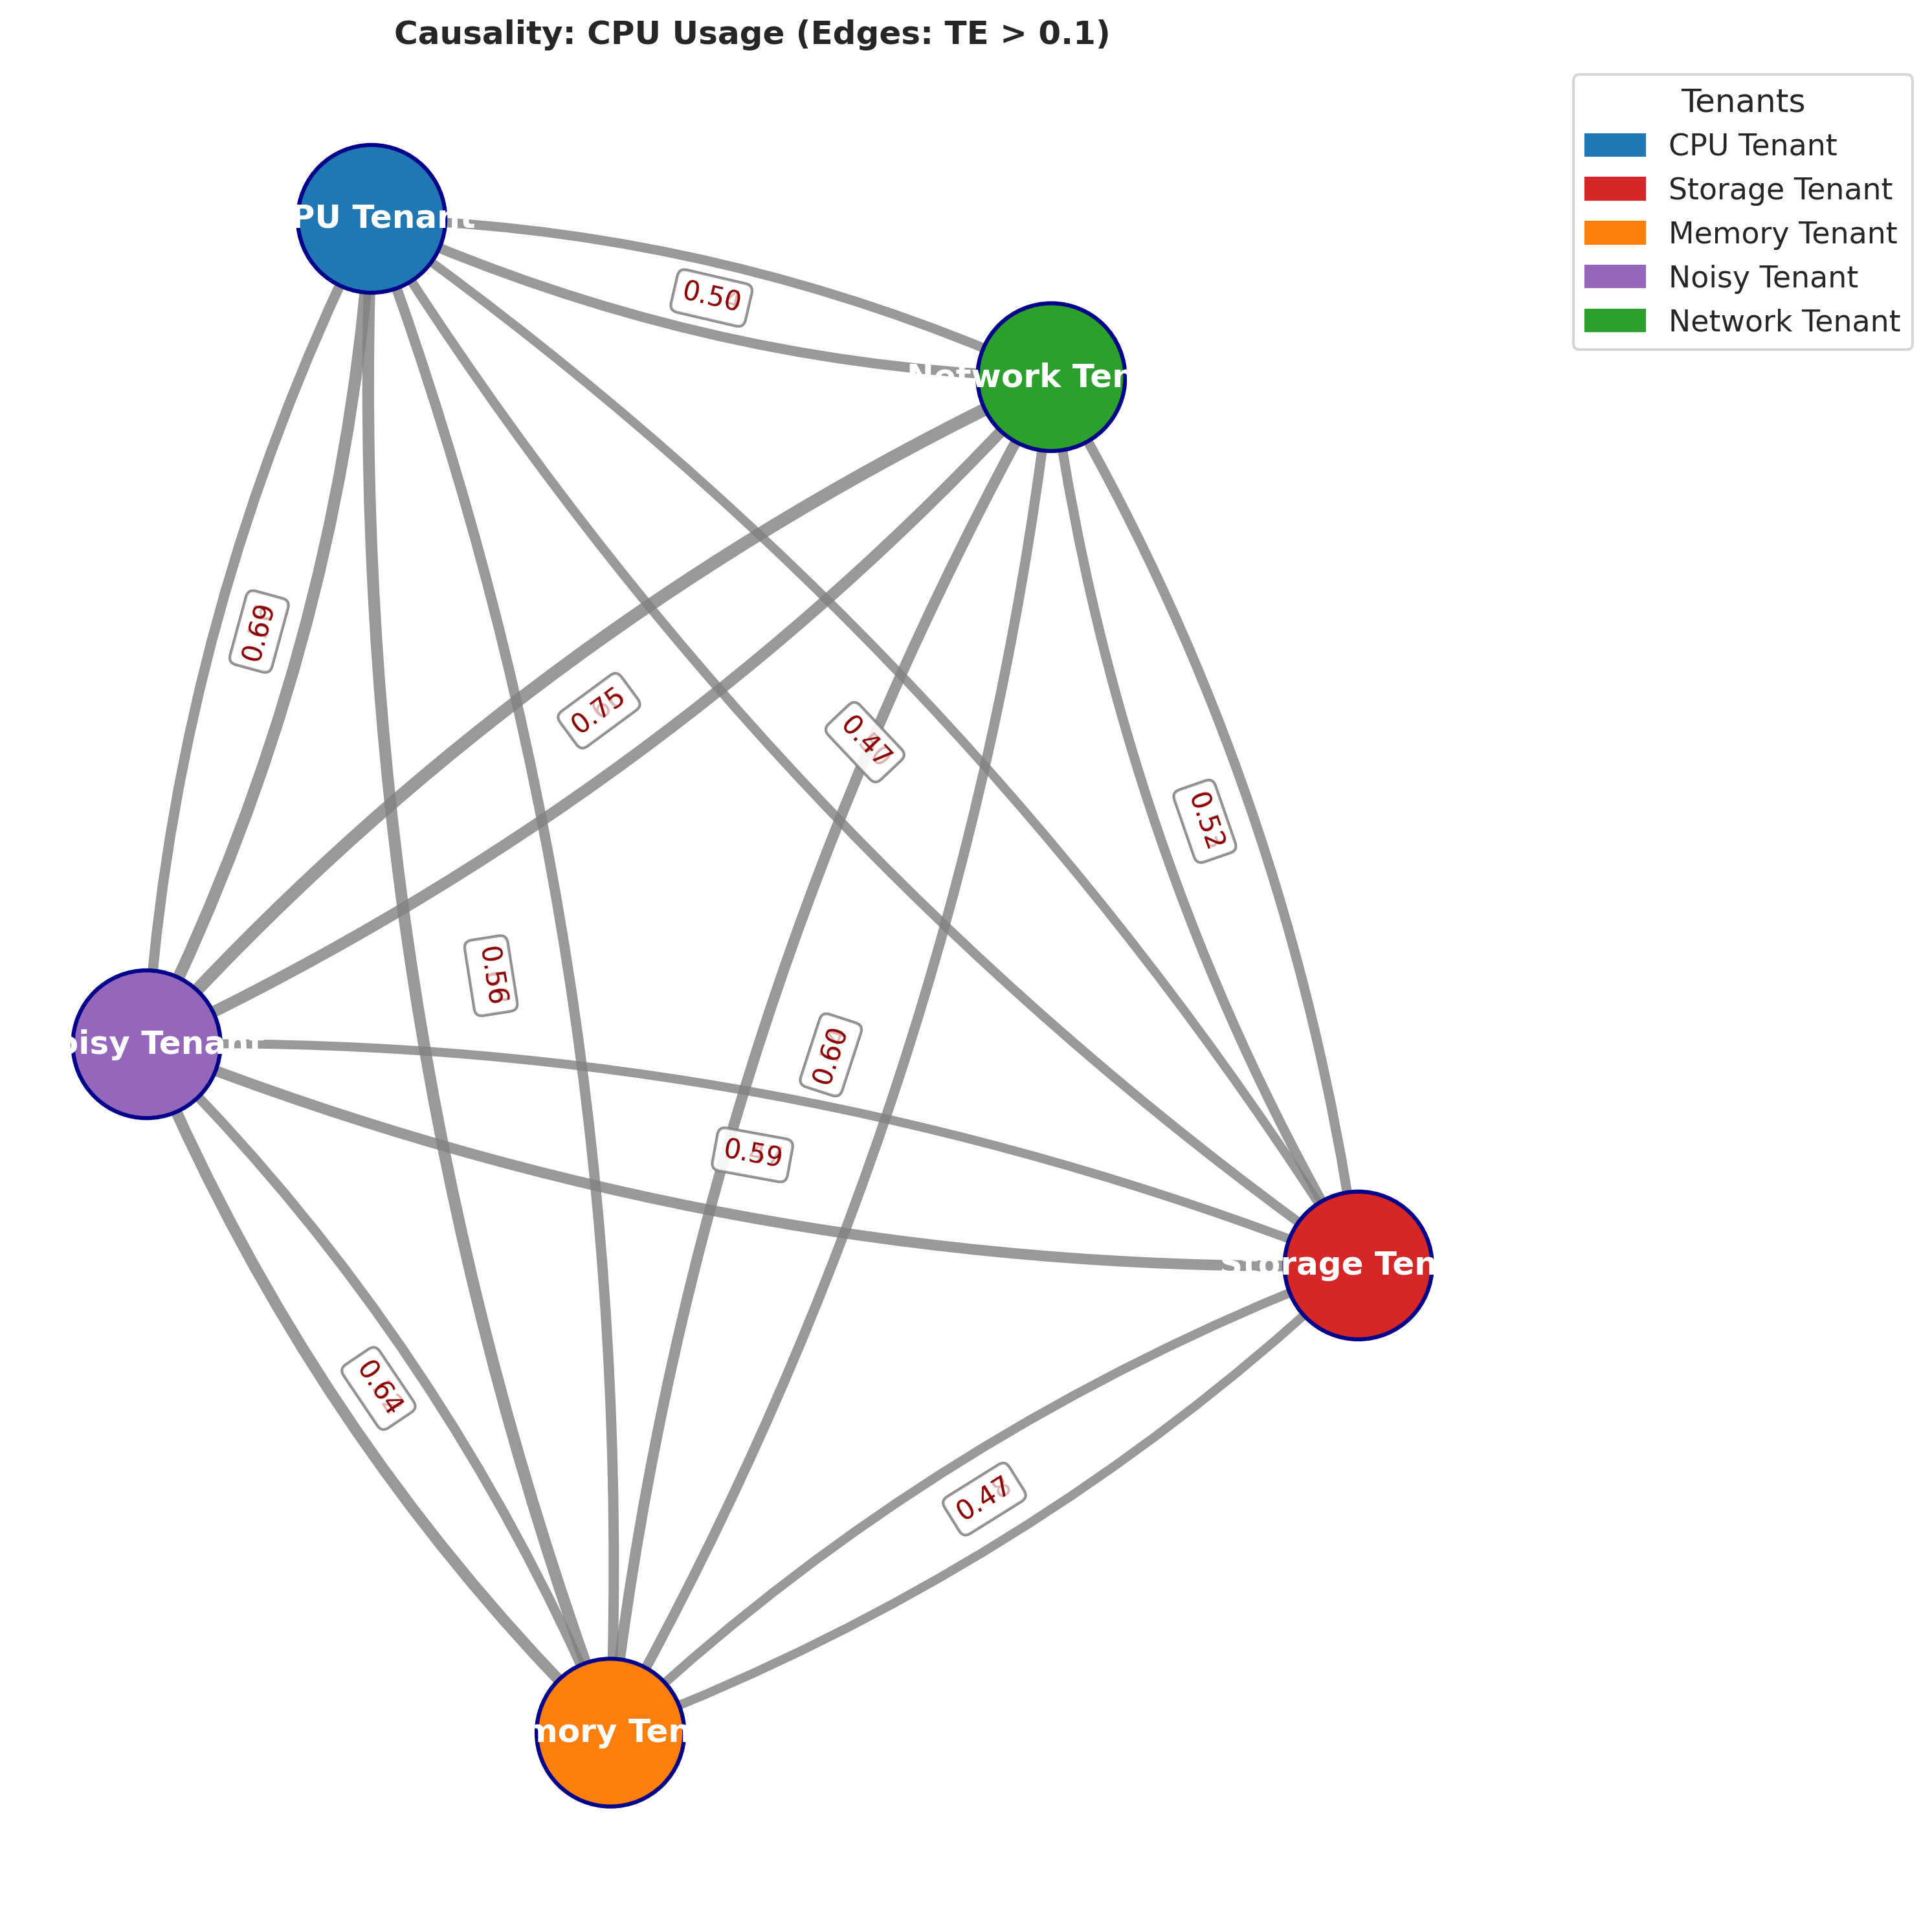 Causality: CPU Usage (Edges: TE > 0.1)
Tenants
CPU Tenant
Storage Tenant
Memory Tenant
Noisy Tenant
Network Tenant
PU Tenant
0.50
Network Ten
0.69
0.75
0.47
0.52
0.56
oisy Tenant
0.60
0.59
Storage Ten
0.64
0.47
mory Ten